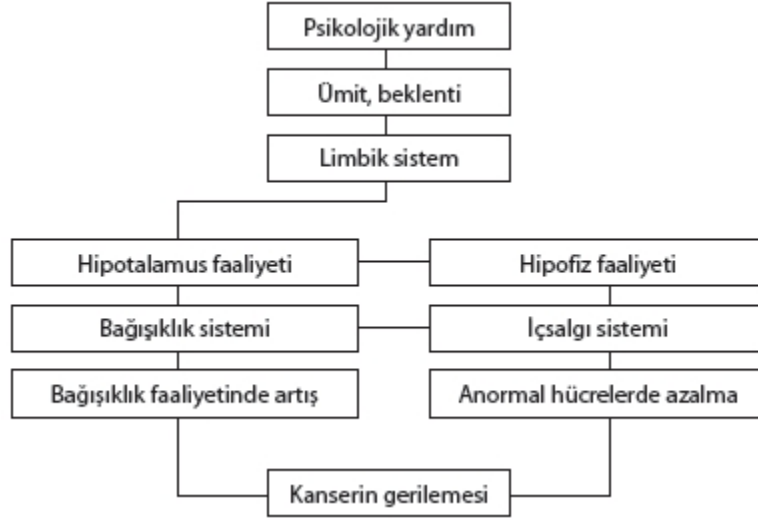 Psikolojik yardım
Ümit, beklenti
Limbik sistem
Hipotalamus faaliyeti
Hipofiz faaliyeti
Bağışıklık sistemi
İçsalgı sistemi
Bağışıklık faaliyetinde artış
Anormal hücrelerde azalma
Kanserin gerilemesi